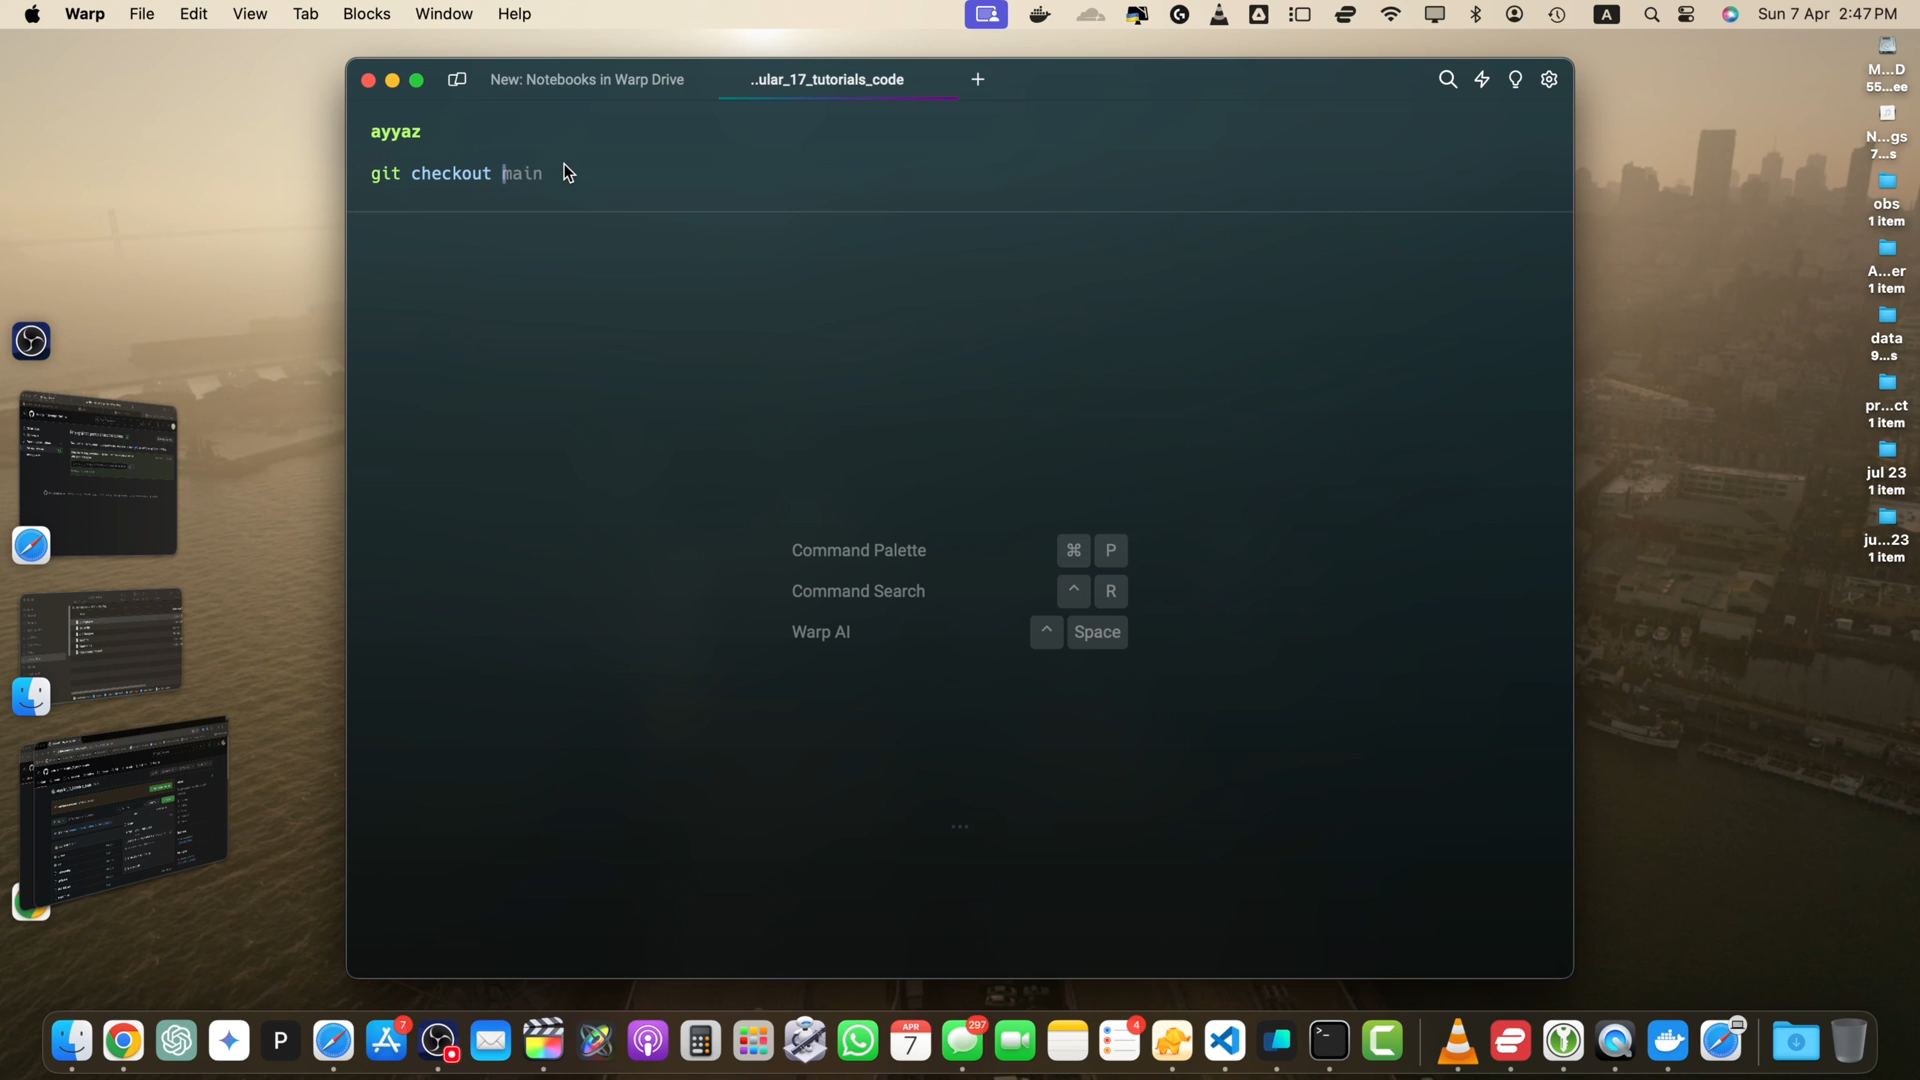 Warp File Edit View Tab Blocks Window Help
A
Sun 7 Apr 2:47 PM
New: Notebooks in Warp Drive
..ular_17_tutorials_code
+
ayyaz
git checkout main
Command Palette ⌘ P
Command Search ^ R
Warp AI ^ Space
...
M...D
55...ee
N...gs
7...s
obs
1 item
A...er
1 item
data
9...s
pr...ct
1 item
jul 23
1 item
ju...23
1 item
P
7
APR
7
297
4
>_